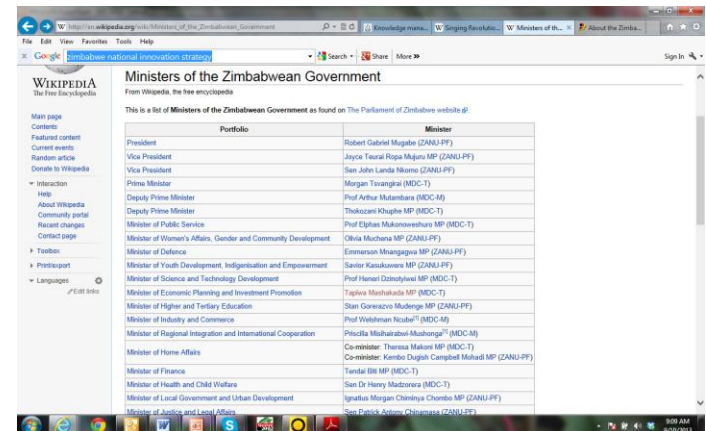 http://en.wikipedia.org/wiki/Ministers_of_the_Zimbabwean_Government
Knowledge mana...
Singing Revolutio...
Ministers of th...
About the Zimba...
File Edit View Favorites Tools Help
Google zimbabwe national innovation strategy
Search Share More »
Sign In
WIKIPEDIA
The Free Encyclopedia
Main page
Contents
Featured content
Current events
Random article
Donate to Wikipedia
Interaction
Help
About Wikipedia
Community portal
Recent changes
Contact page
Toolbox
Print/export
Languages
Edit links
Ministers of the Zimbabwean Government
From Wikipedia, the free encyclopedia
This is a list of Ministers of the Zimbabwean Government as found on The Parliament of Zimbabwe website
Portfolio Minister
President Robert Gabriel Mugabe (ZANU-PF)
Vice President Joyce Teurai Ropa Mujuru MP (ZANU-PF)
Vice President Sen John Landa Nkomo (ZANU-PF)
Prime Minister Morgan Tsvangirai (MDC-T)
Deputy Prime Minister Prof Arthur Mutambara (MDC-M)
Deputy Prime Minister Thokozani Khuphe MP (MDC-T)
Minister of Public Service Prof Elphas Mukonoweshuro MP (MDC-T)
Minister of Women's Affairs, Gender and Community Development Olivia Muchena MP (ZANU-PF)
Minister of Defence Emmerson Mnangagwa MP (ZANU-PF)
Minister of Youth Development, Indigenisation and Empowerment Savior Kasukuwere MP (ZANU-PF)
Minister of Science and Technology Development Prof Heneri Dzinotyiwei MP (MDC-T)
Minister of Economic Planning and Investment Promotion Tapiwa Mashakada MP (MDC-T)
Minister of Higher and Tertiary Education Stan Gorerazvo Mudenge MP (ZANU-PF)
Minister of Industry and Commerce Prof Welshman Ncube (MDC-M)
Minister of Regional Integration and International Cooperation Priscilla Misihairabwi-Mushonga (MDC-M)
Minister of Home Affairs Co-minister: Theresa Makoni MP (MDC-T)
Co-minister: Kembo Dugish Campbell Mohadi MP (ZANU-PF)
Minister of Finance Tendai Biti MP (MDC-T)
Minister of Health and Child Welfare Sen Dr Henry Madzorera (MDC-T)
Minister of Local Government and Urban Development Ignatius Morgan Chiminya Chombo MP (ZANU-PF)
Minister of Justice and Legal Affairs Sen Patrick Antony Chinamasa (ZANU-PF)
9:09 AM